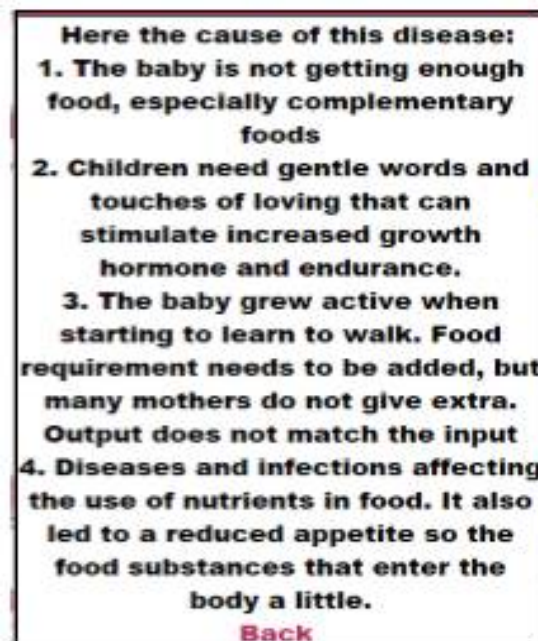 Here the cause of this disease:
1. The baby is not getting enough
food, especially complementary
foods
2. Children need gentle words and
touches of loving that can
stimulate increased growth
hormone and endurance.
3. The baby grew active when
starting to learn to walk. Food
requirement needs to be added, but
many mothers do not give extra.
Output does not match the input
4. Diseases and infections affecting
the use of nutrients in food. It also
led to a reduced appetite so the
food substances that enter the
body a little.
Back